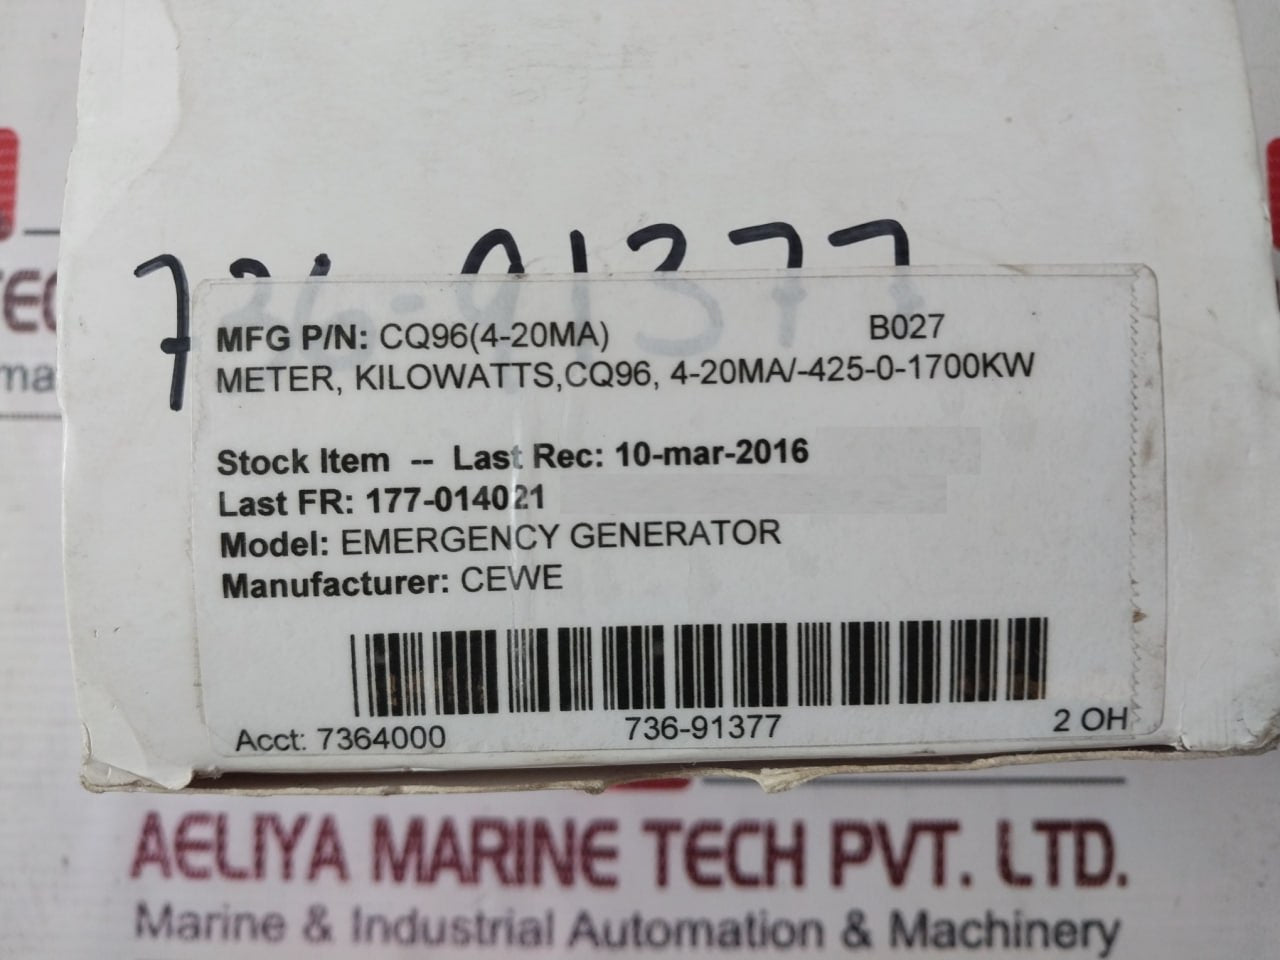 736-91377
MFG P/N: CQ96(4-20MA) B027
METER, KILOWATTS,CQ96, 4-20MA/-425-0-1700KW
Stock Item -- Last Rec: 10-mar-2016
Last FR: 177-014021
Model: EMERGENCY GENERATOR
Manufacturer: CEWE
Acct: 7364000 736-91377 2 OH
AELIYA MARINE TECH PVT. LTD.
Marine & Industrial Automation & Machinery